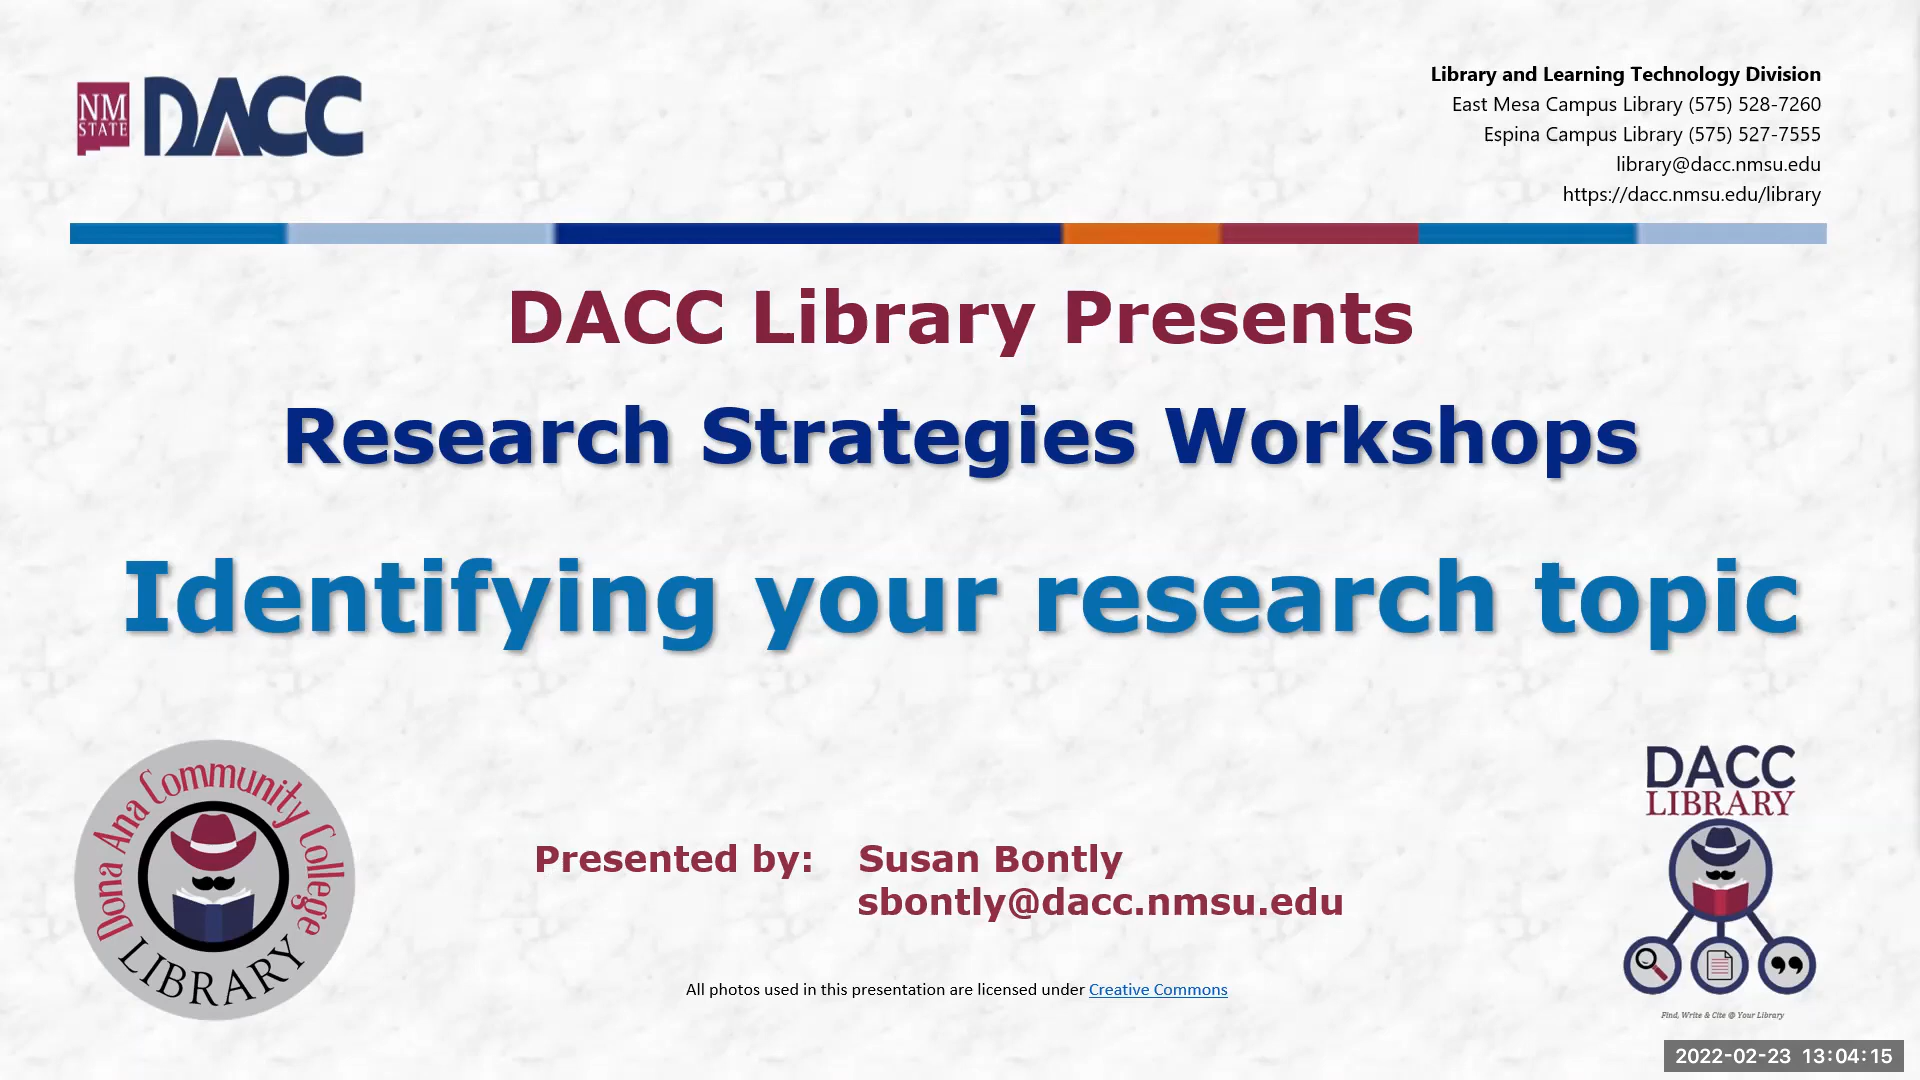 NM
STATE
DACC
Library and Learning Technology Division
East Mesa Campus Library (575) 528-7260
Espina Campus Library (575) 527-7555
library@dacc.nmsu.edu
https://dacc.nmsu.edu/library
DACC Library Presents
Research Strategies Workshops
Identifying your research topic
Dona Ana Community College
LIBRARY
Presented by: Susan Bontly
sbontly@dacc.nmsu.edu
All photos used in this presentation are licensed under Creative Commons
DACC
LIBRARY
Find, Write & Cite @ Your Library
2022-02-23 13:04:15